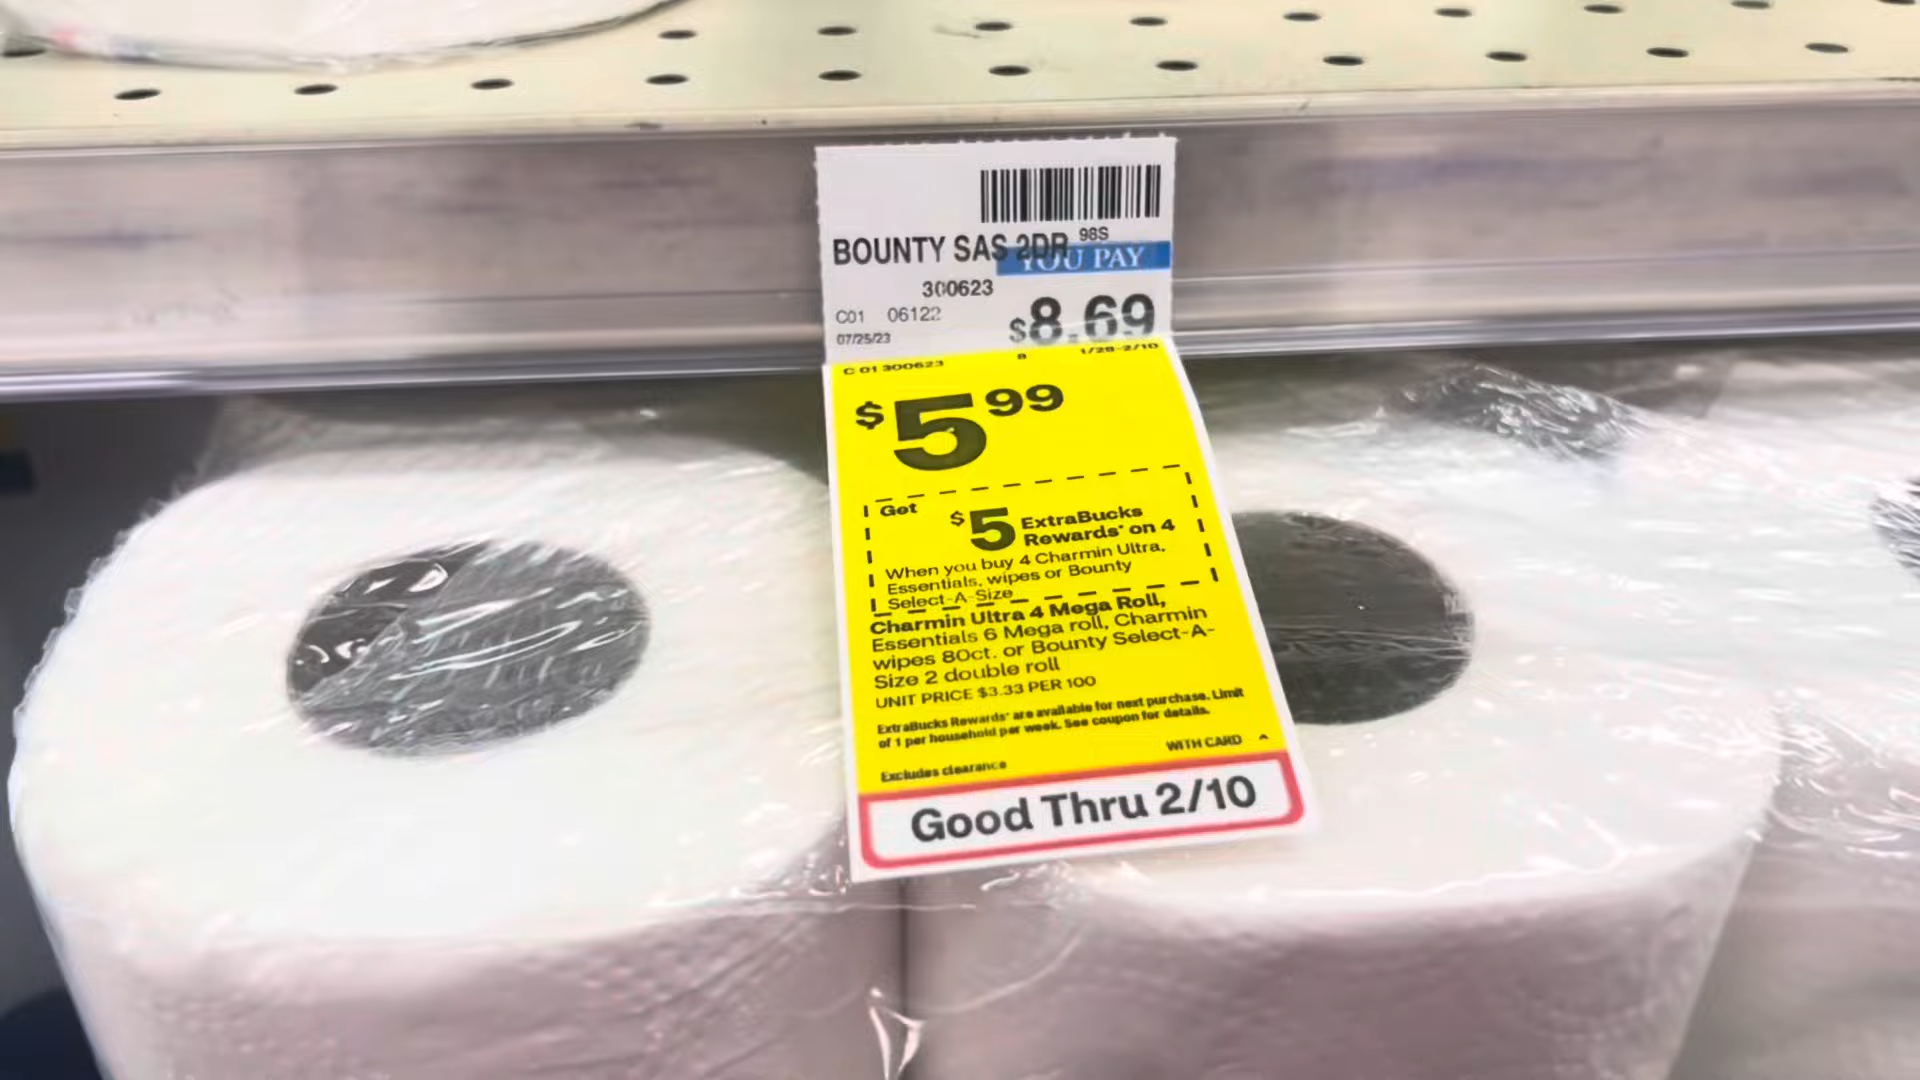 BOUNTY SAS 2DR 98S
YOU PAY
300623
C01 06122
$8.69
07/25/23
C 01 300623 8 1/28-2/10
$5 99
Get $5 ExtraBucks
Rewards* on 4
When you buy 4 Charmin Ultra,
Essentials, wipes or Bounty
Select-A-Size
Charmin Ultra 4 Mega Roll,
Essentials 6 Mega roll, Charmin
wipes 80ct. or Bounty Select-A-
Size 2 double roll
UNIT PRICE $3.33 PER 100
ExtraBucks Rewards* are available for next purchase. Limit
of 1 per household per week. See coupon for details.
WITH CARD
Excludes clearance
Good Thru 2/10